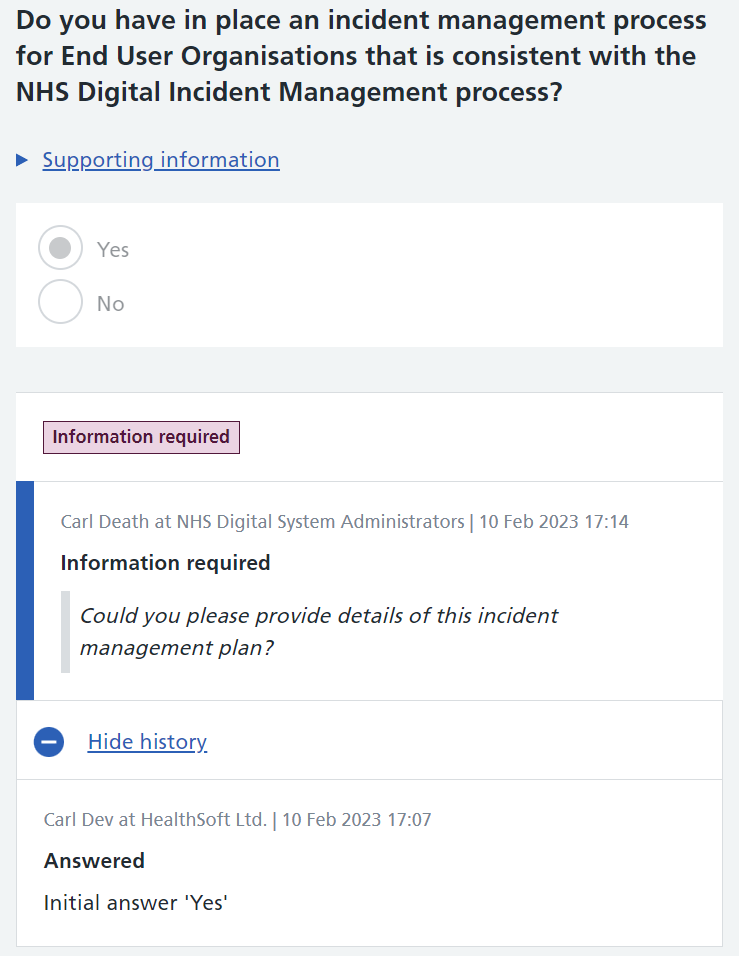 Do you have in place an incident management process
for End User Organisations that is consistent with the
NHS Digital Incident Management process?
Supporting information
Yes
No
Information required
Carl Death at NHS Digital System Administrators | 10 Feb 2023 17:14
Information required
Could you please provide details of this incident
management plan?
Hide history
Carl Dev at HealthSoft Ltd. | 10 Feb 2023 17:07
Answered
Initial answer 'Yes'